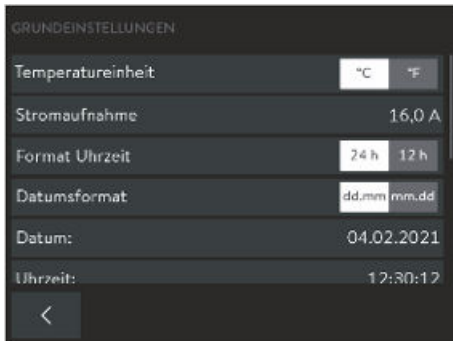 GRUNDEINSTELLUNGEN
Temperatureinheit °C °F
Stromaufnahme 16,0 A
Format Uhrzeit 24 h 12 h
Datumsformat dd.mm mm.dd
Datum: 04.02.2021
Uhrzeit: 12:30:12